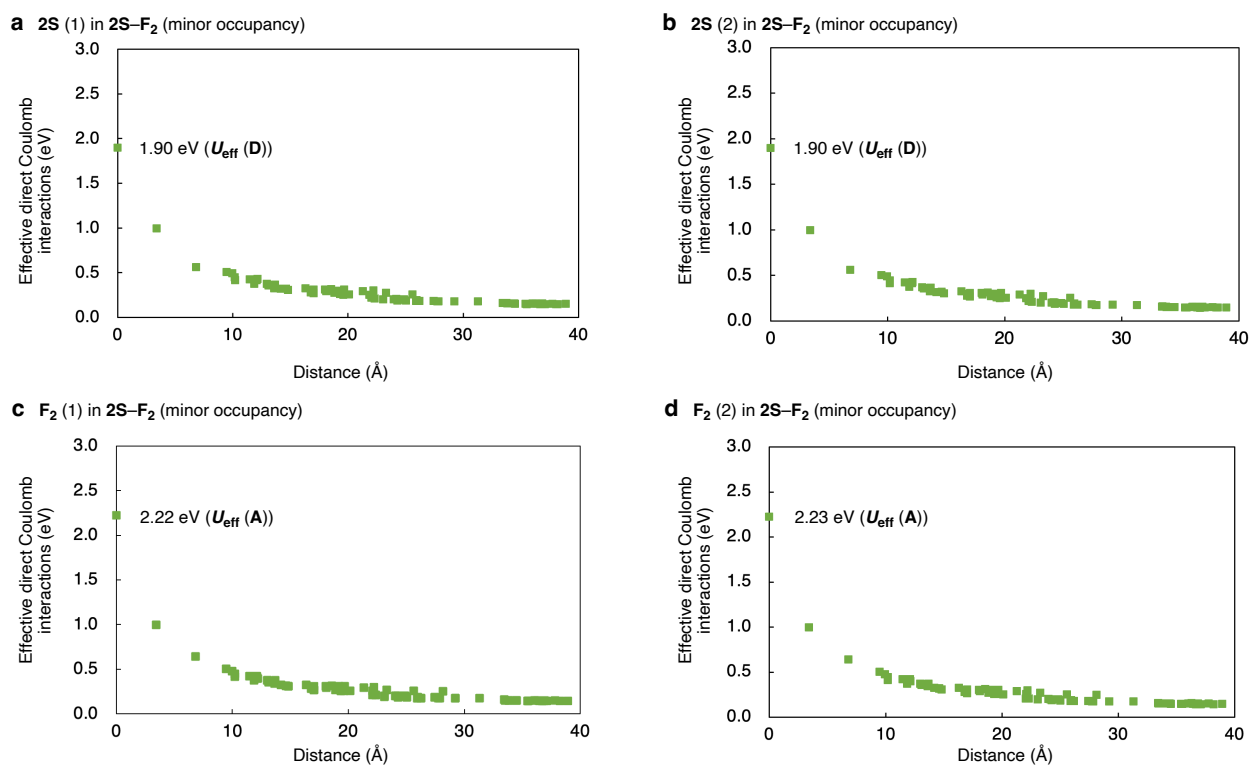 a 2S (1) in 2S–F2 (minor occupancy)
3.0
2.5
2.0
1.5
1.0
0.5
0.0
Effective direct Coulomb
interactions (eV)
1.90 eV (Ueff (D))
0 10 20 30 40
Distance (Å)
b 2S (2) in 2S–F2 (minor occupancy)
3.0
2.5
2.0
1.5
1.0
0.5
0.0
Effective direct Coulomb
interactions (eV)
1.90 eV (Ueff (D))
0 10 20 30 40
Distance (Å)
c F2 (1) in 2S–F2 (minor occupancy)
3.0
2.5
2.0
1.5
1.0
0.5
0.0
Effective direct Coulomb
interactions (eV)
2.22 eV (Ueff (A))
0 10 20 30 40
Distance (Å)
d F2 (2) in 2S–F2 (minor occupancy)
3.0
2.5
2.0
1.5
1.0
0.5
0.0
Effective direct Coulomb
interactions (eV)
2.23 eV (Ueff (A))
0 10 20 30 40
Distance (Å)